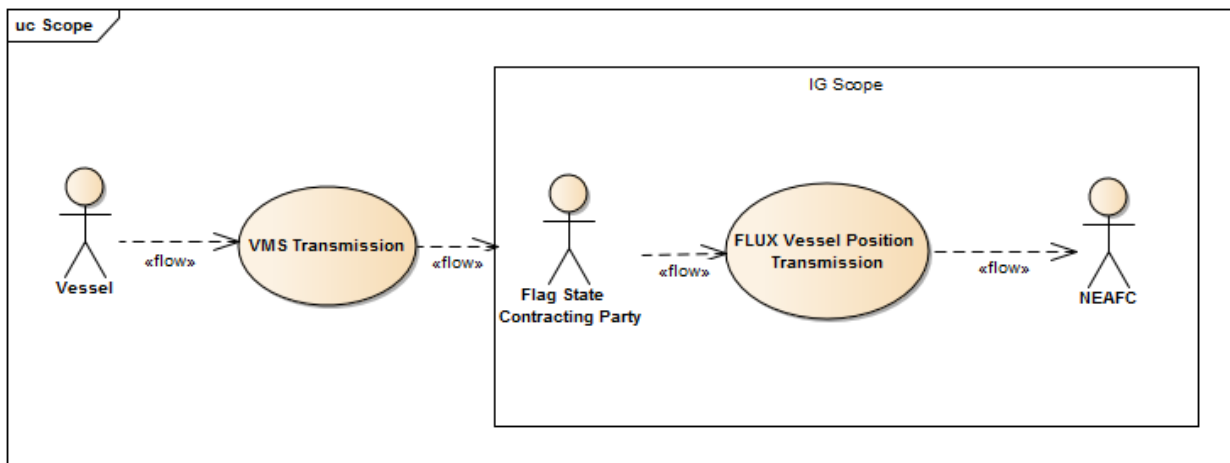 uc Scope
IG Scope
Vessel
«flow»
VMS Transmission
«flow»
Flag State
Contracting Party
«flow»
FLUX Vessel Position
Transmission
«flow»
NEAFC